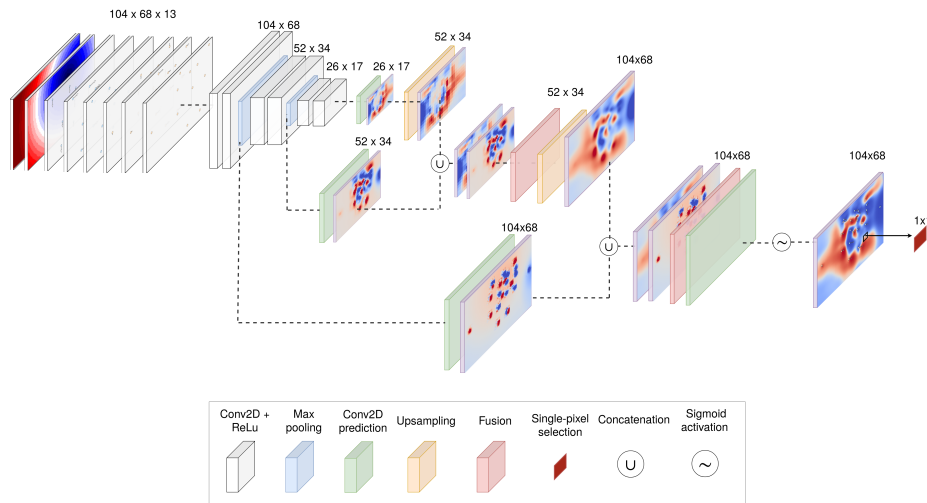 104 x 68 x 13
104 x 68
52 x 34
26 x 17
26 x 17
52 x 34
52 x 34
52 x 34
104x68
104x68
104x68
104x68
1x
∪
∪
~
Conv2D +
ReLu
Max
pooling
Conv2D
prediction
Upsampling
Fusion
Single-pixel
selection
Concatenation
Sigmoid
activation
∪
~